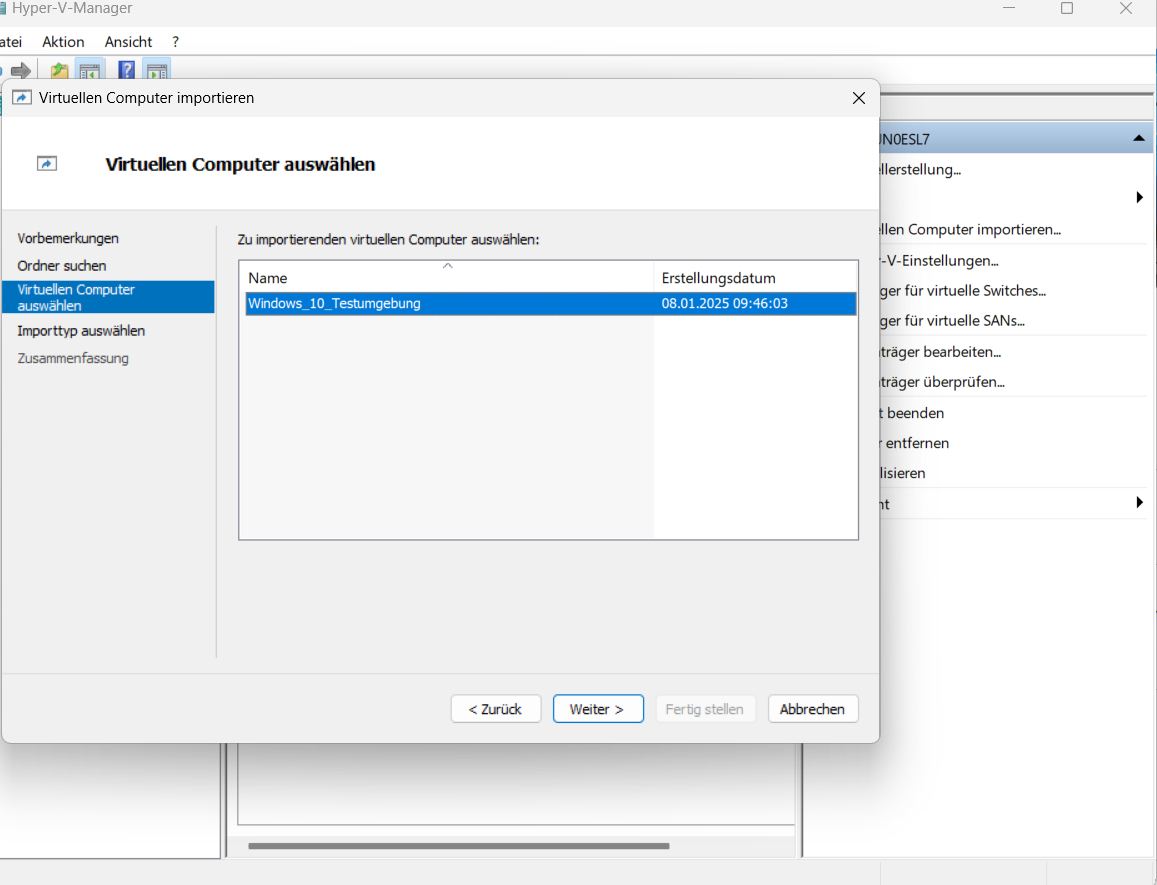 Hyper-V-Manager
atei Aktion Ansicht ?
Virtuellen Computer importieren
Virtuellen Computer auswählen
Vorbemerkungen
Ordner suchen
Virtuellen Computer
auswählen
Importtyp auswählen
Zusammenfassung
Zu importierenden virtuellen Computer auswählen:
Name Erstellungsdatum
Windows_10_Testumgebung 08.01.2025 09:46:03
< Zurück Weiter > Fertig stellen Abbrechen
JN0ESL7
llerstellung...
llen Computer importieren...
r-V-Einstellungen...
ger für virtuelle Switches...
ger für virtuelle SANs...
träger bearbeiten...
träger überprüfen...
t beenden
r entfernen
lisieren
ht